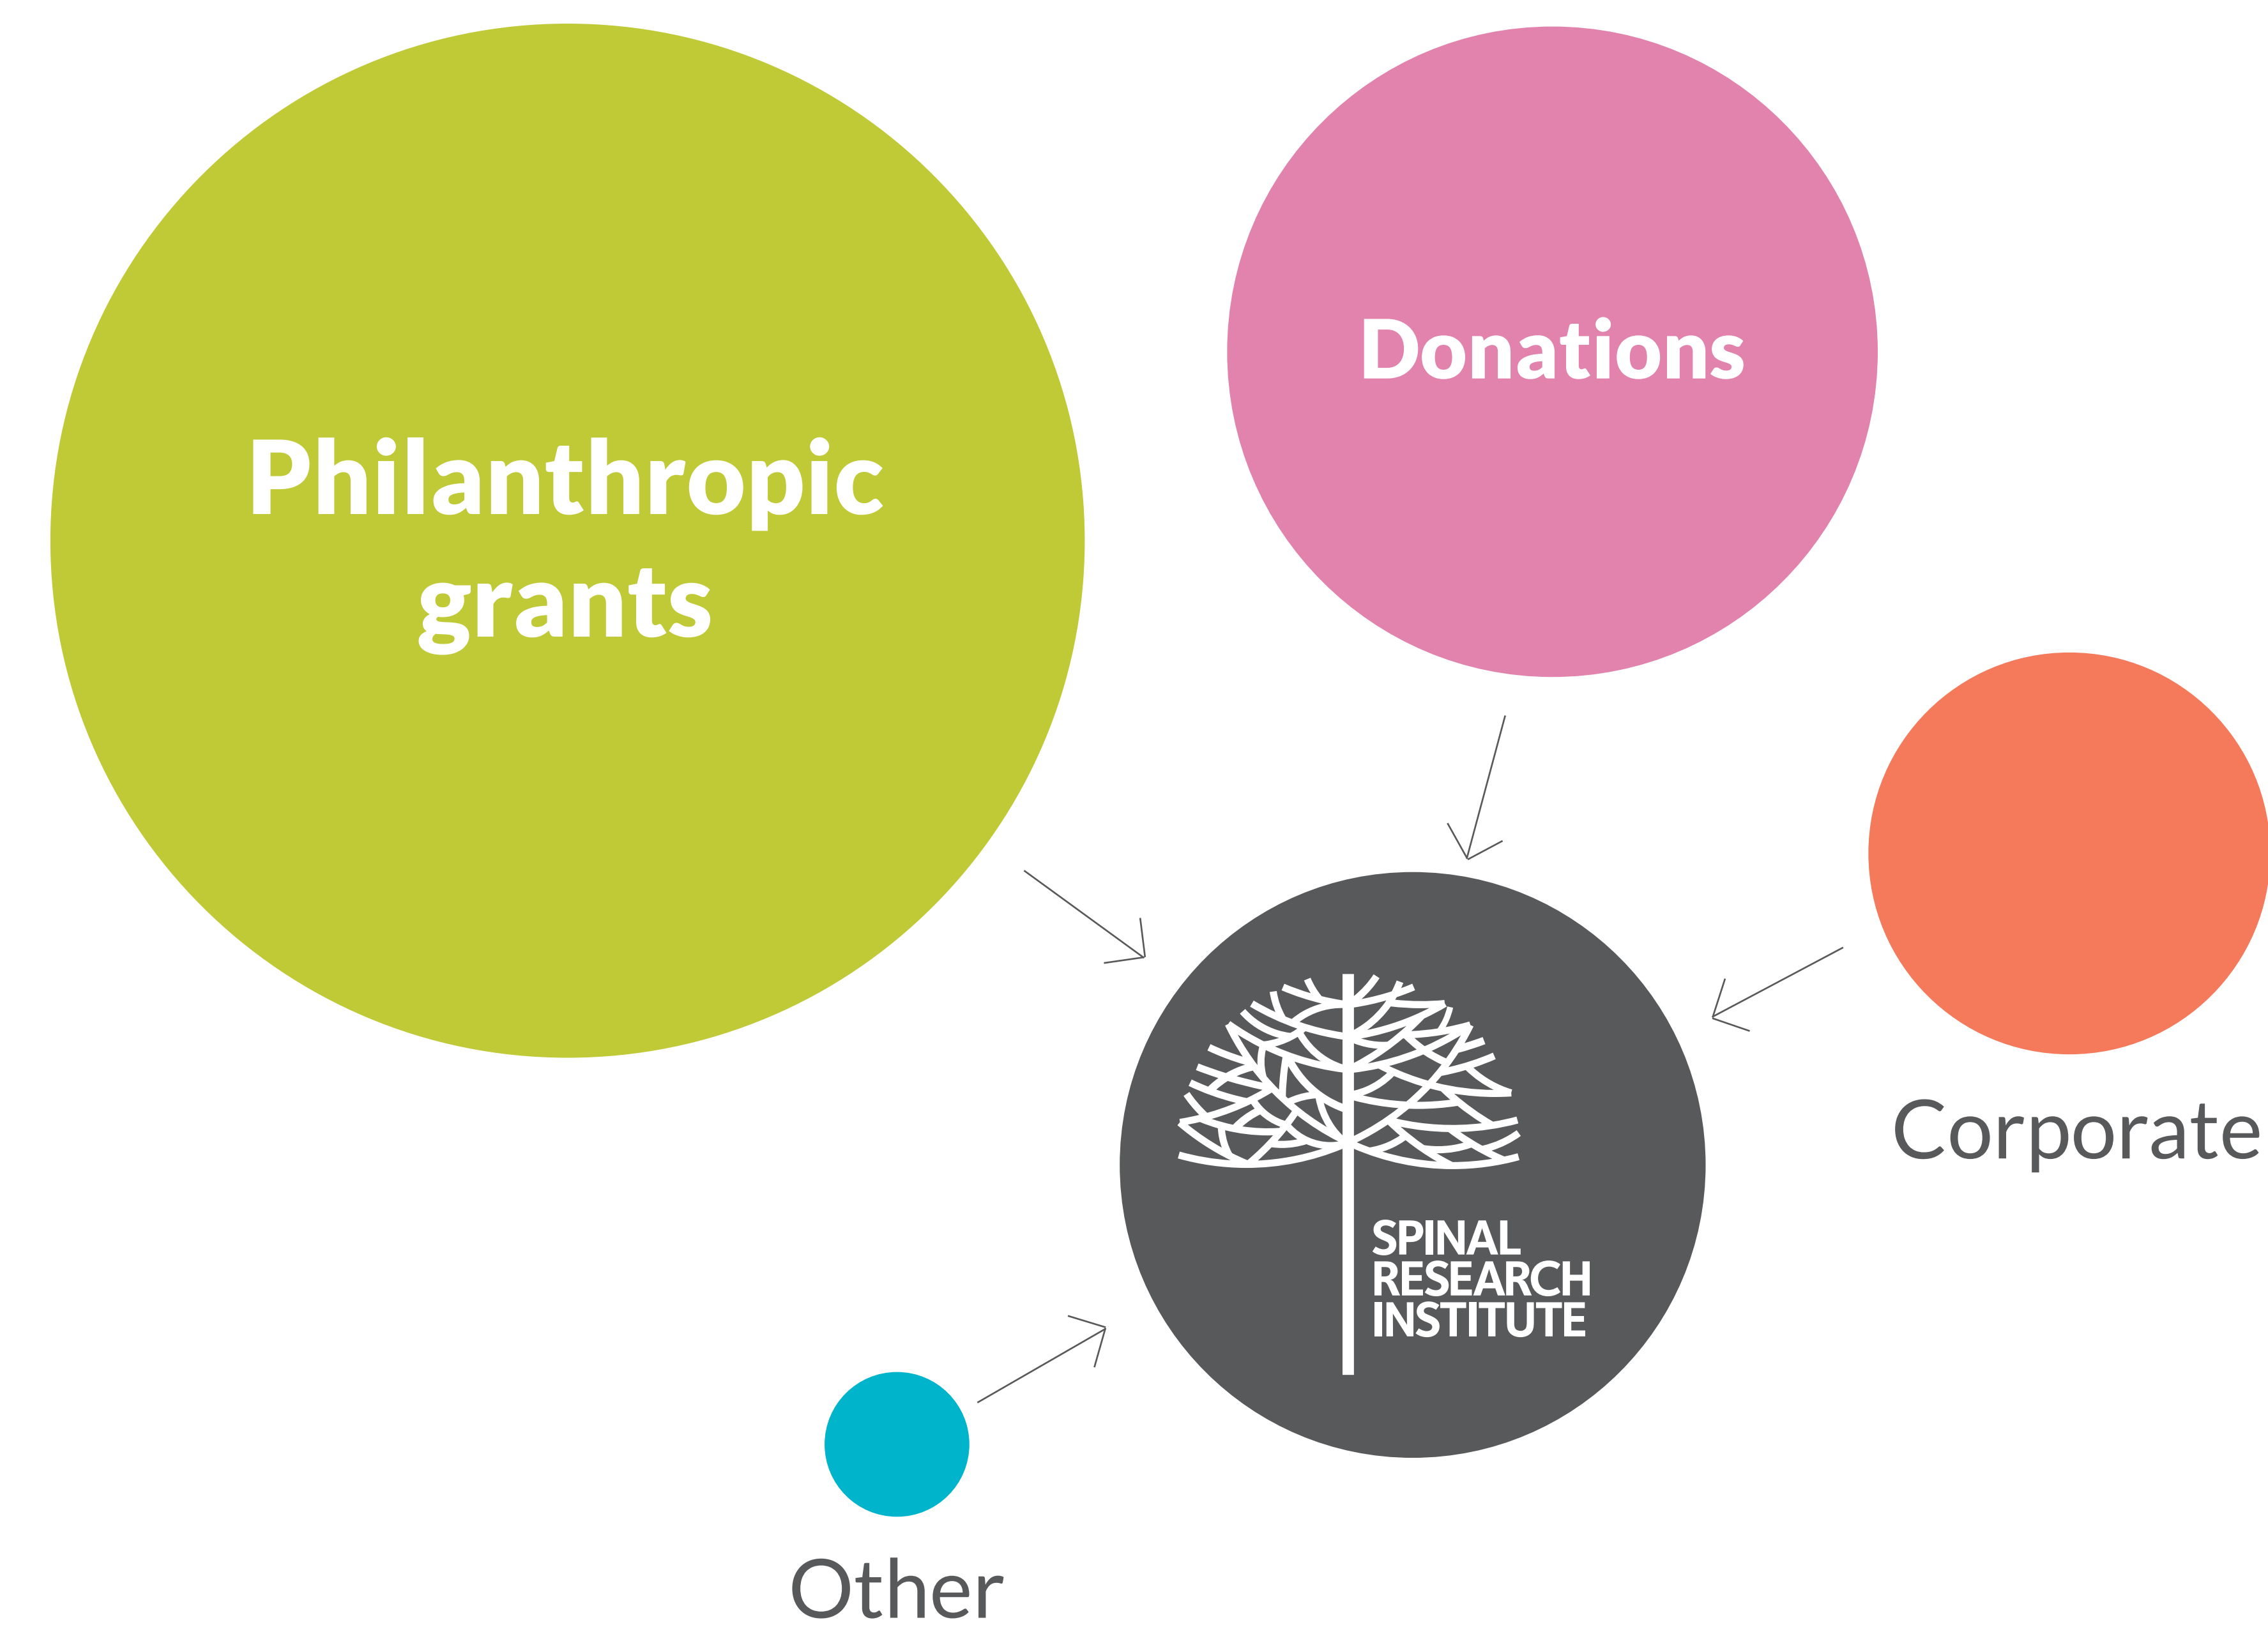 Philanthropic
grants
Donations
Corporate
SPINAL
RESEARCH
INSTITUTE
Other